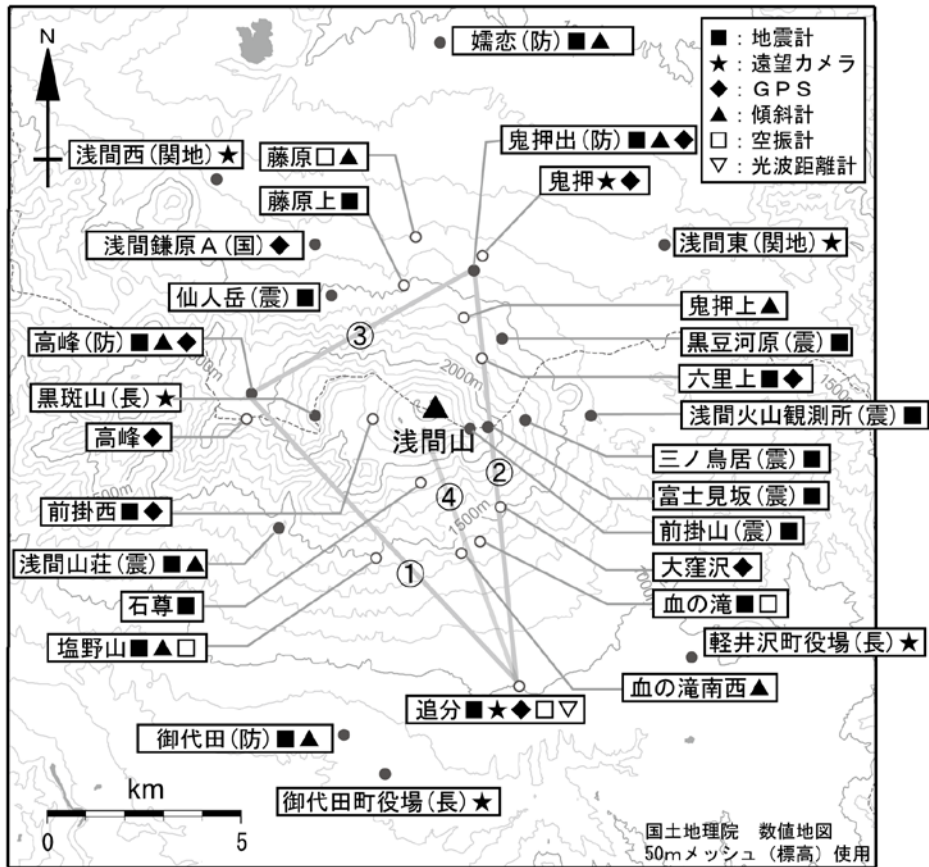 N
嬬恋(防)■▲
■：地震計
★：遠望カメラ
◆：GPS
▲：傾斜計
□：空振計
▽：光波距離計
浅間西(関地)★
藤原□▲
鬼押出(防)■▲◆
鬼押★◆
藤原上■
浅間鎌原A(国)◆
浅間東(関地)★
仙人岳(震)■
鬼押上▲
③
高峰(防)■▲◆
黒豆河原(震)■
2000m
六里上■◆
黒斑山(長)★
浅間火山観測所(震)■
高峰◆
浅間山
三ノ鳥居(震)■
②
④
富士見坂(震)■
前掛西■◆
1500m
前掛山(震)■
浅間山荘(震)■▲
①
大窪沢◆
石尊■
血の滝■□
塩野山■▲□
軽井沢町役場(長)★
血の滝南西▲
追分■★◆□▽
御代田(防)■▲
km
御代田町役場(長)★
0 5
国土地理院 数値地図
50mメッシュ（標高）使用